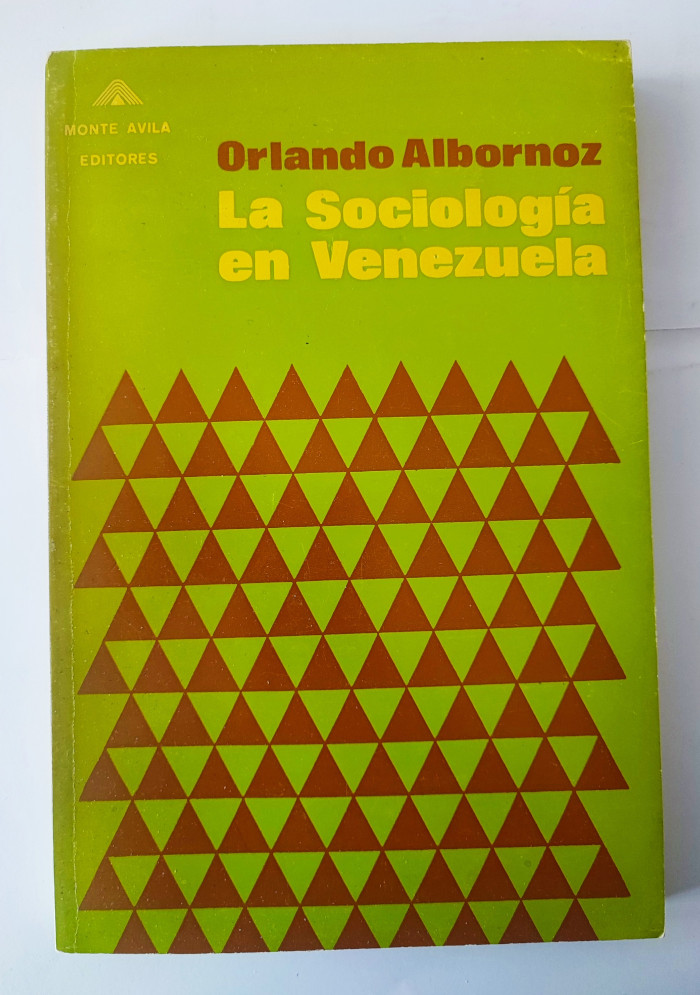 MONTE AVILA
EDITORES
Orlando Albornoz
La Sociología
en Venezuela